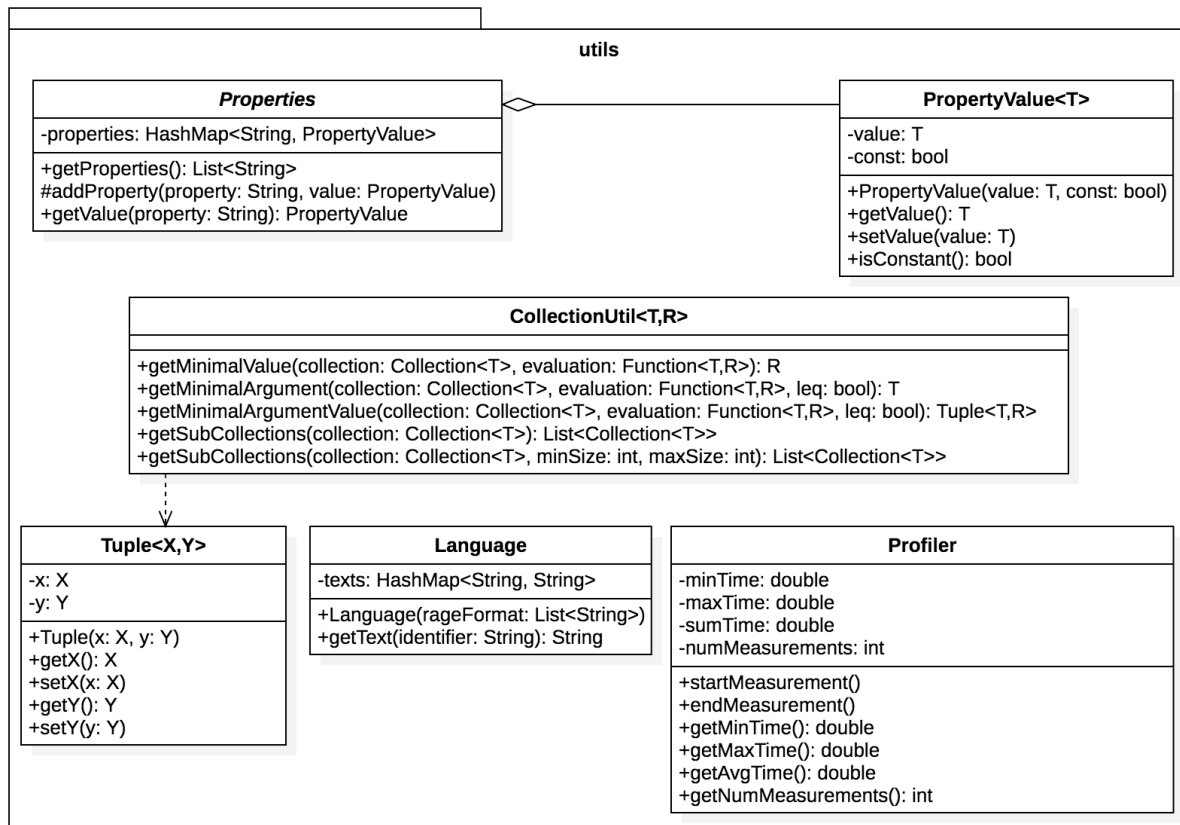 utils
Properties
-properties: HashMap<String, PropertyValue>
+getProperties(): List<String>
#addProperty(property: String, value: PropertyValue)
+getValue(property: String): PropertyValue
PropertyValue<T>
-value: T
-const: bool
+PropertyValue(value: T, const: bool)
+getValue(): T
+setValue(value: T)
+isConstant(): bool
CollectionUtil<T,R>
+getMinimalValue(collection: Collection<T>, evaluation: Function<T,R>): R
+getMinimalArgument(collection: Collection<T>, evaluation: Function<T,R>, leq: bool): T
+getMinimalArgumentValue(collection: Collection<T>, evaluation: Function<T,R>, leq: bool): Tuple<T,R>
+getSubCollections(collection: Collection<T>): List<Collection<T>>
+getSubCollections(collection: Collection<T>, minSize: int, maxSize: int): List<Collection<T>>
Tuple<X,Y>
-x: X
-y: Y
+Tuple(x: X, y: Y)
+getX(): X
+setX(x: X)
+getY(): Y
+setY(y: Y)
Language
-texts: HashMap<String, String>
+Language(rageFormat: List<String>)
+getText(identifier: String): String
Profiler
-minTime: double
-maxTime: double
-sumTime: double
-numMeasurements: int
+startMeasurement()
+endMeasurement()
+getMinTime(): double
+getMaxTime(): double
+getAvgTime(): double
+getNumMeasurements(): int